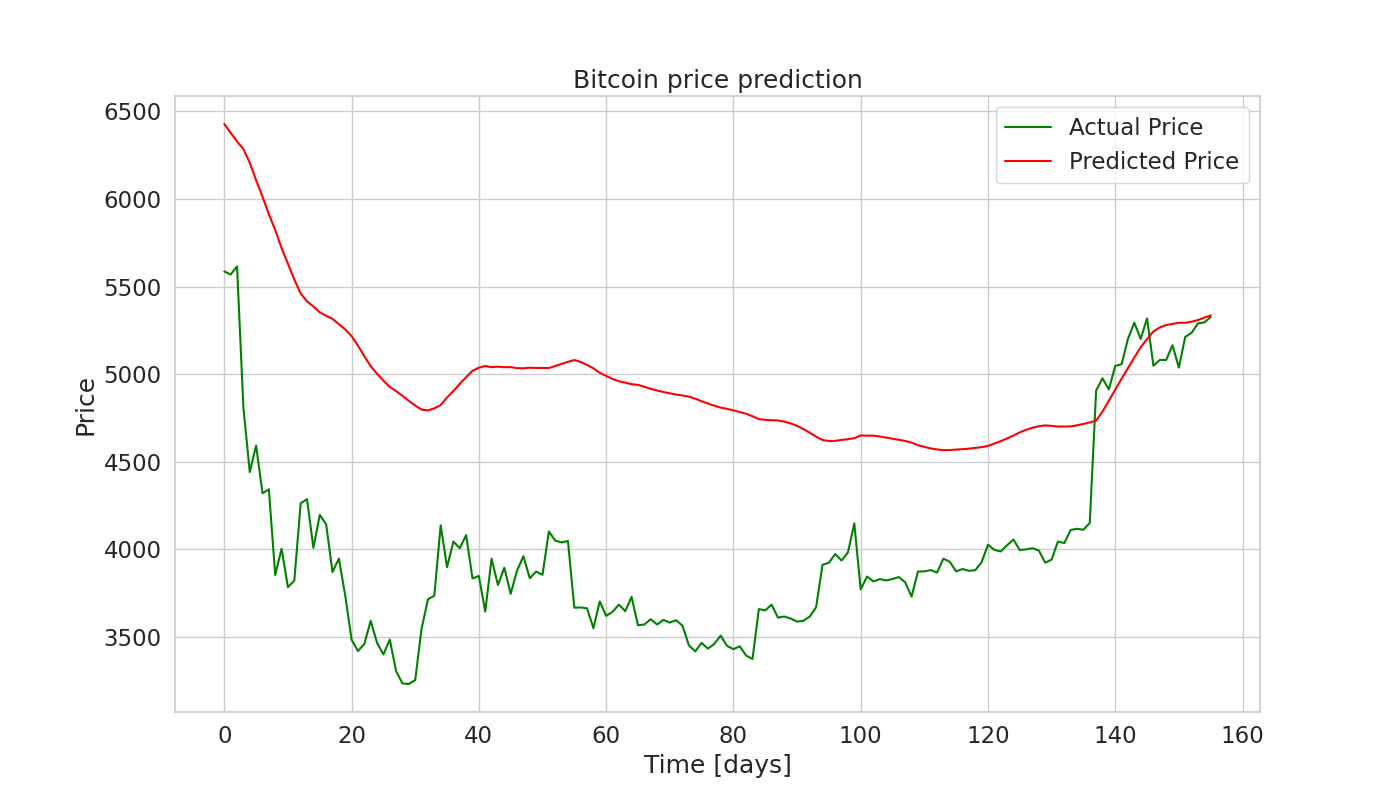 Bitcoin price prediction
Actual Price
Predicted Price
6500
6000
5500
5000
4500
4000
3500
Price
0 20 40 60 80 100 120 140 160
Time [days]